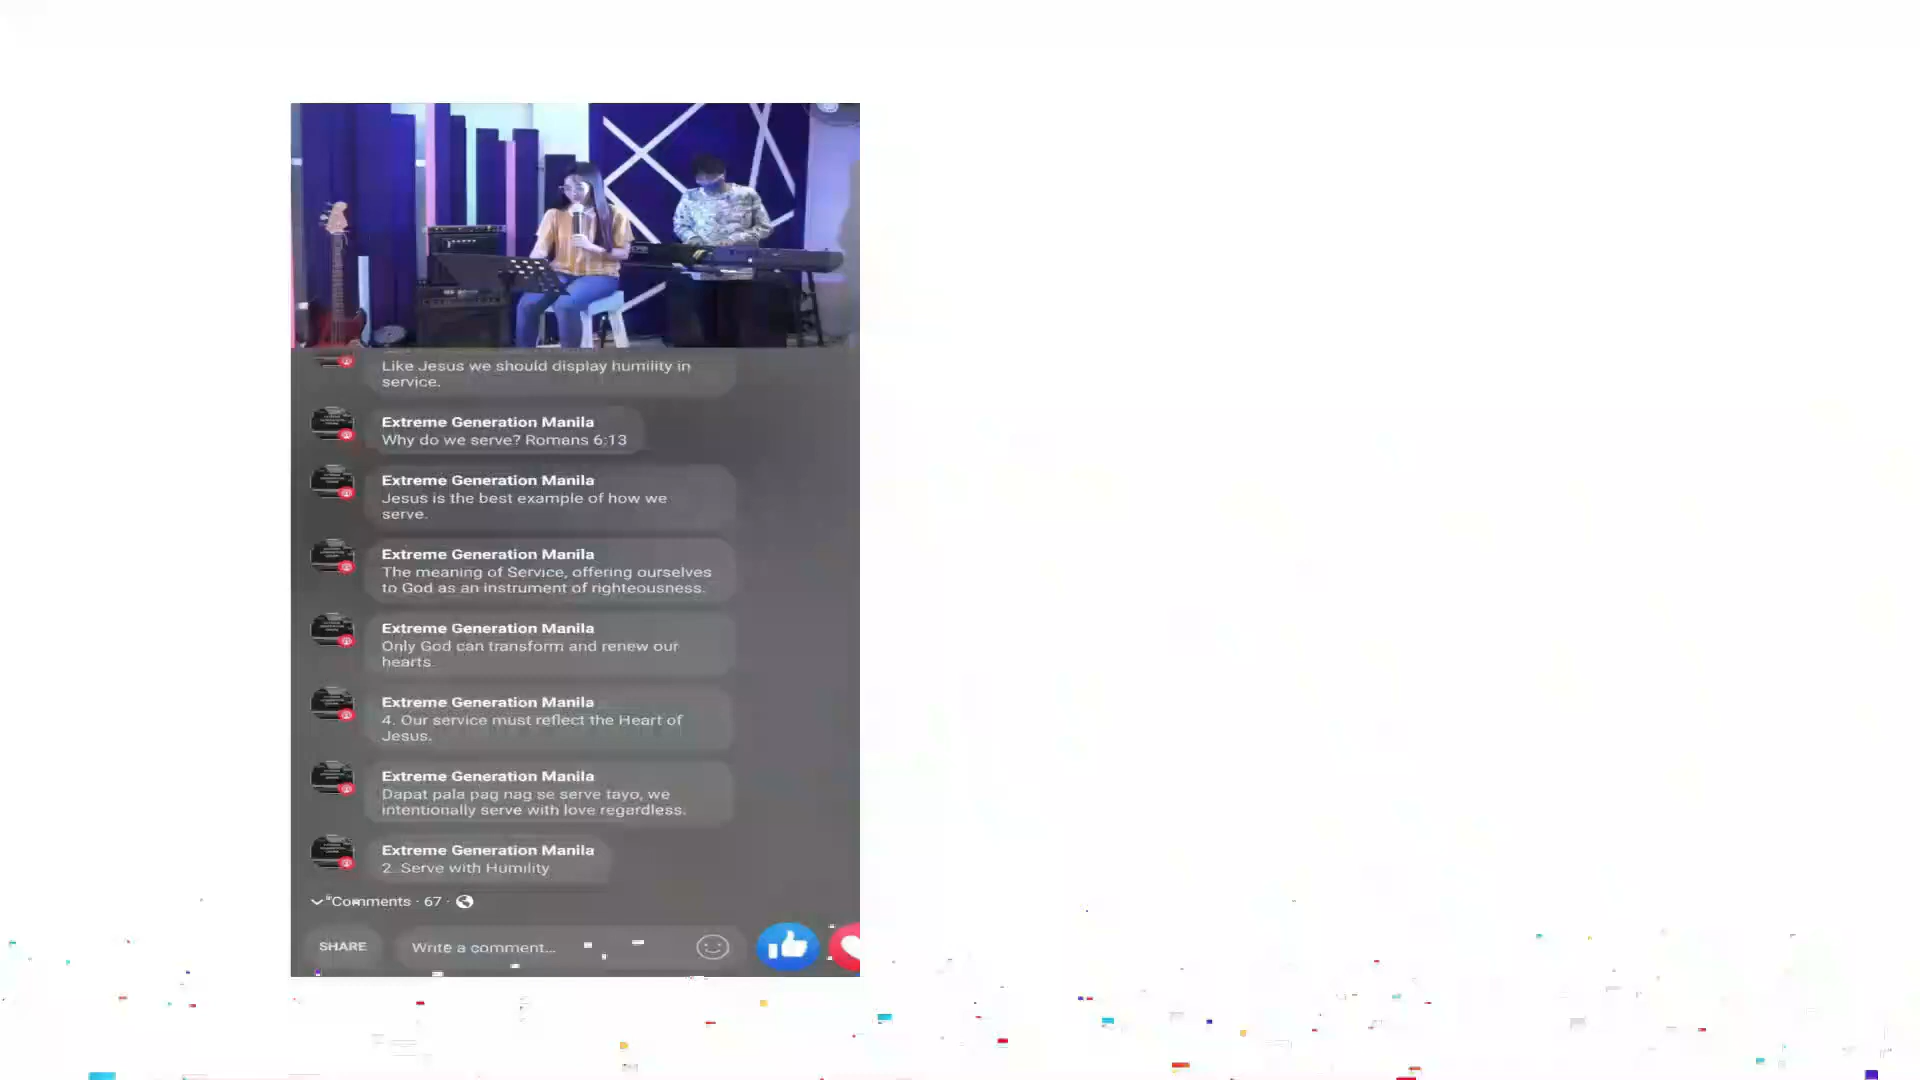 Like Jesus we should display humility in
service.
Extreme Generation Manila
Why do we serve? Romans 6:13
Extreme Generation Manila
Jesus is the best example of how we
serve.
Extreme Generation Manila
The meaning of Service, offering ourselves
to God as an instrument of righteousness.
Extreme Generation Manila
Only God can transform and renew our
hearts.
Extreme Generation Manila
4. Our service must reflect the Heart of
Jesus.
Extreme Generation Manila
Dapat pala pag nag se serve tayo, we
intentionally serve with love regardless.
Extreme Generation Manila
2. Serve with Humility
Comments · 67 ·
SHARE
Write a comment...